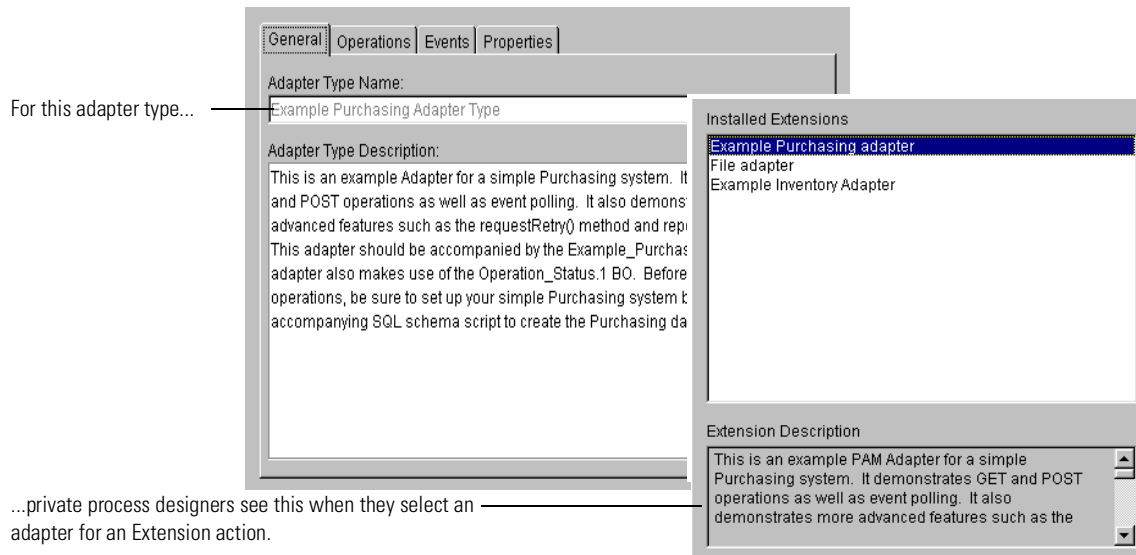 General Operations Events Properties
Adapter Type Name:
For this adapter type...
Example Purchasing Adapter Type
Adapter Type Description:
This is an example Adapter for a simple Purchasing system. It
and POST operations as well as event polling. It also
advanced features such as the requestRetry() method and
This adapter should be accompanied by the
adapter also makes use of the Operation_Status.1 BO. Before
operations, be sure to set up your simple Purchasing system
accompanying SQL schema script to create the Purchasing
Installed Extensions
Example Purchasing adapter
File adapter
Example Inventory Adapter
Extension Description
This is an example PAM Adapter for a simple
Purchasing system. It demonstrates GET and POST
operations as well as event polling. It also
demonstrates more advanced features such as the
...private process designers see this when they select an
adapter for an Extension action.